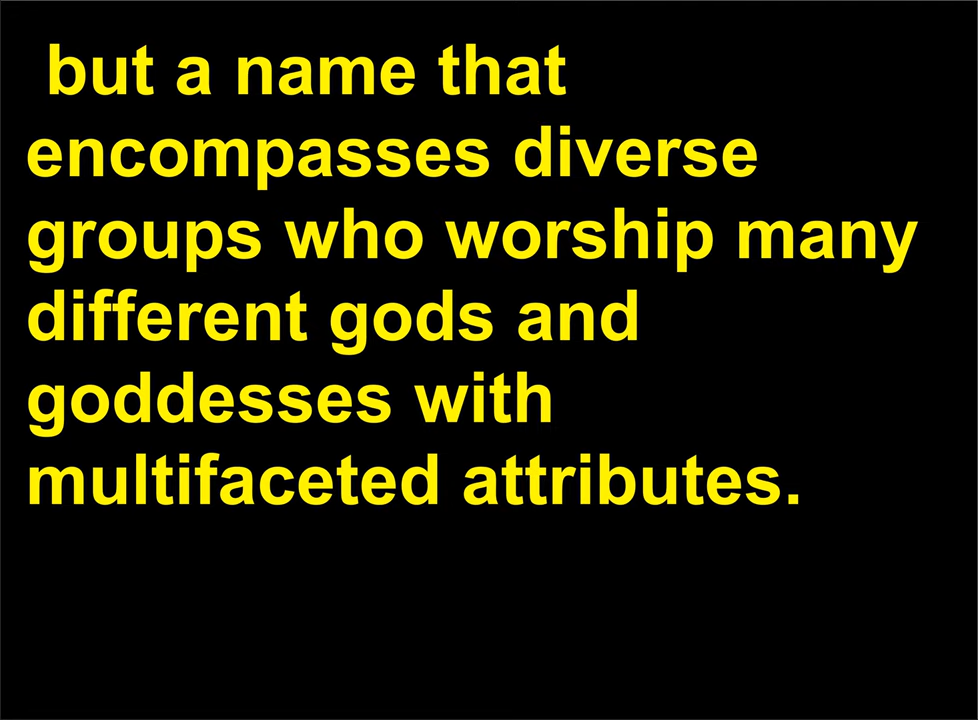 but a name that
encompasses diverse
groups who worship many
different gods and
goddesses with
multifaceted attributes.